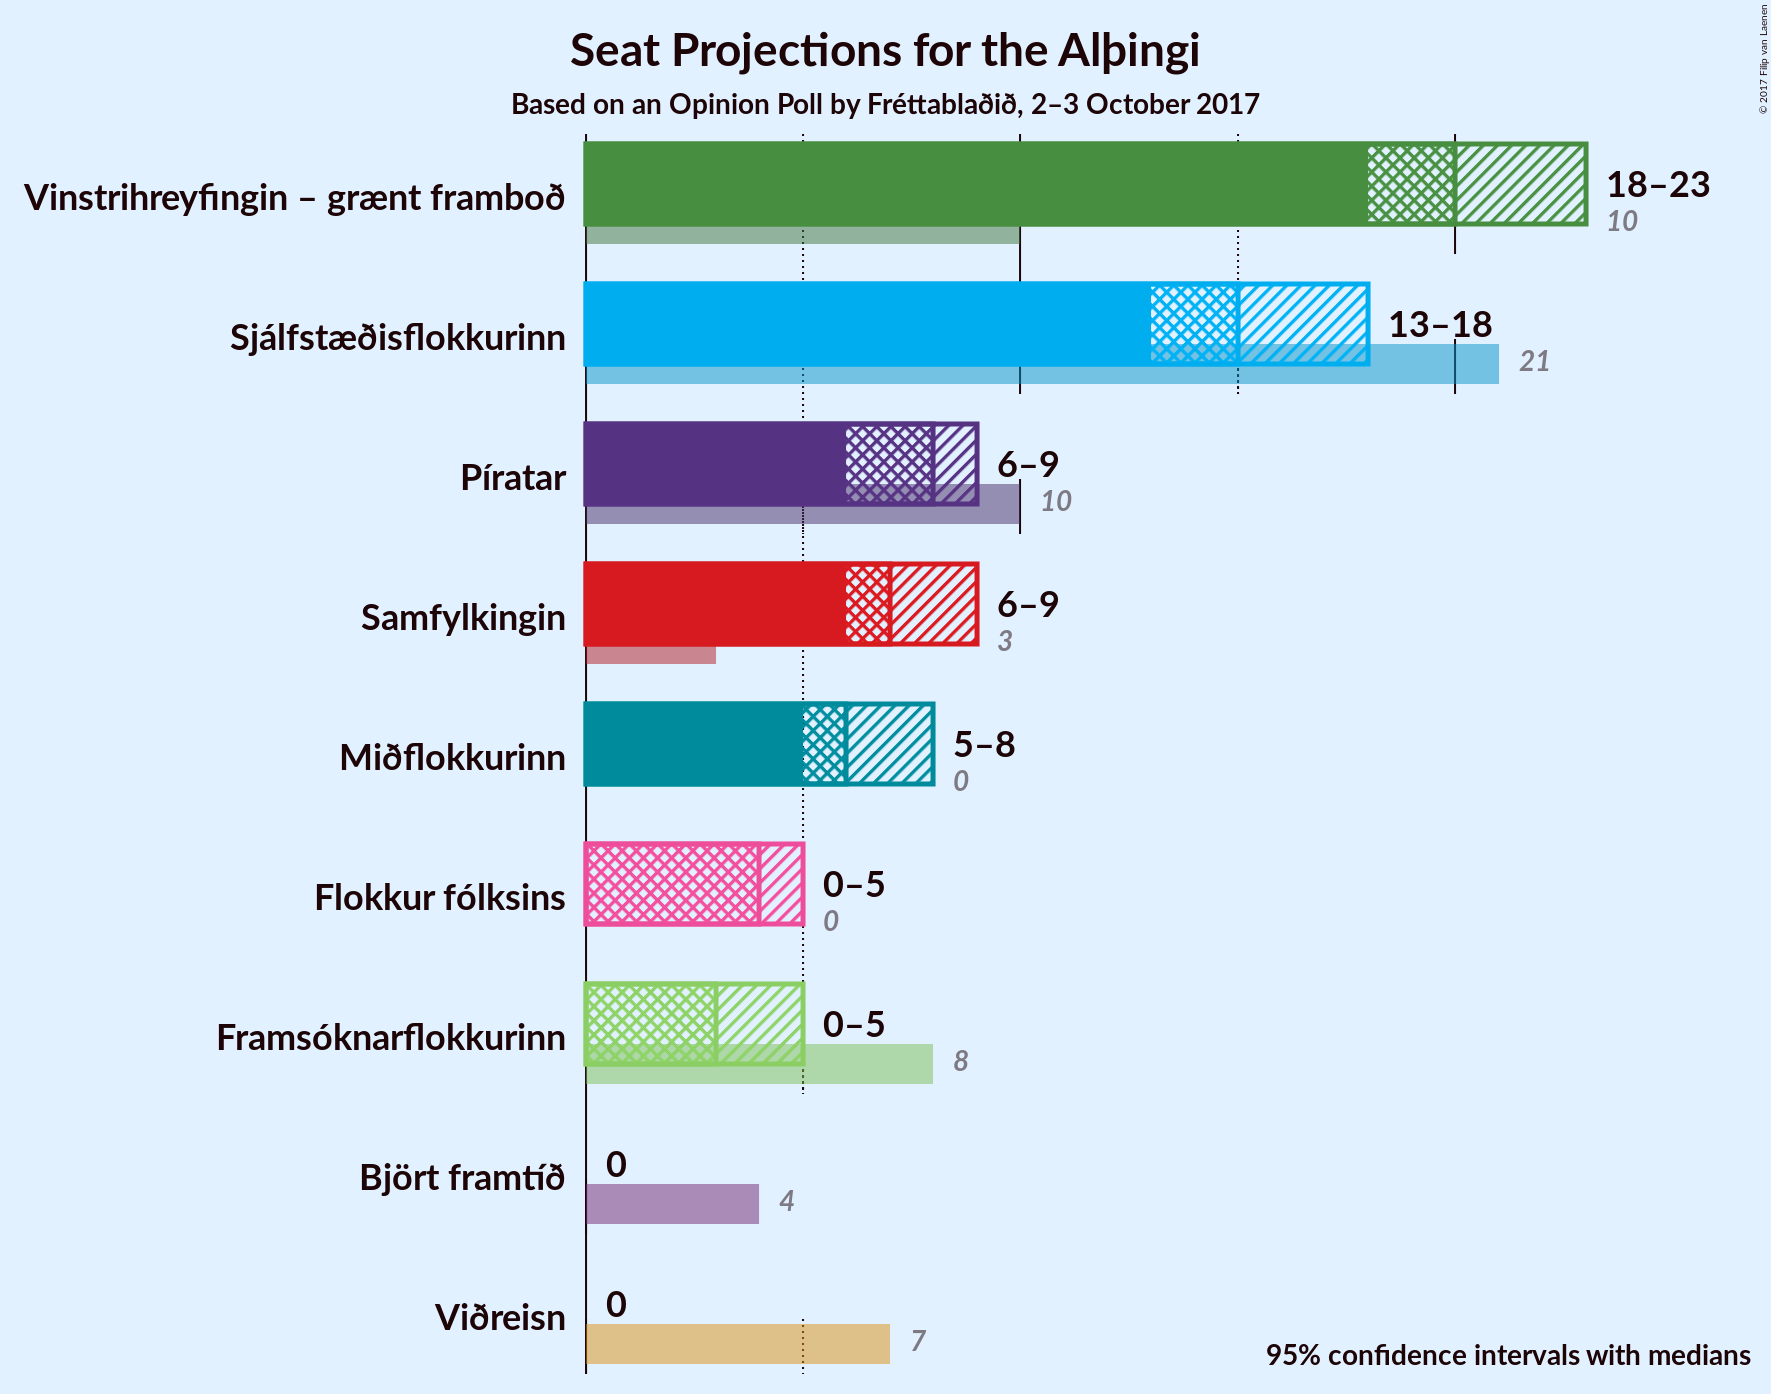 Seat Projections for the Alþingi
Based on an Opinion Poll by Fréttablaðið, 2–3 October 2017
© 2017 Filip van Laenen
Vinstrihreyfingin – grænt framboð
18–23
10
Sjálfstæðisflokkurinn
13–18
21
Píratar
6–9
10
Samfylkingin
6–9
3
Miðflokkurinn
5–8
0
Flokkur fólksins
0–5
0
Framsóknarflokkurinn
0–5
8
Björt framtíð
0
4
Viðreisn
0
7
95% confidence intervals with medians